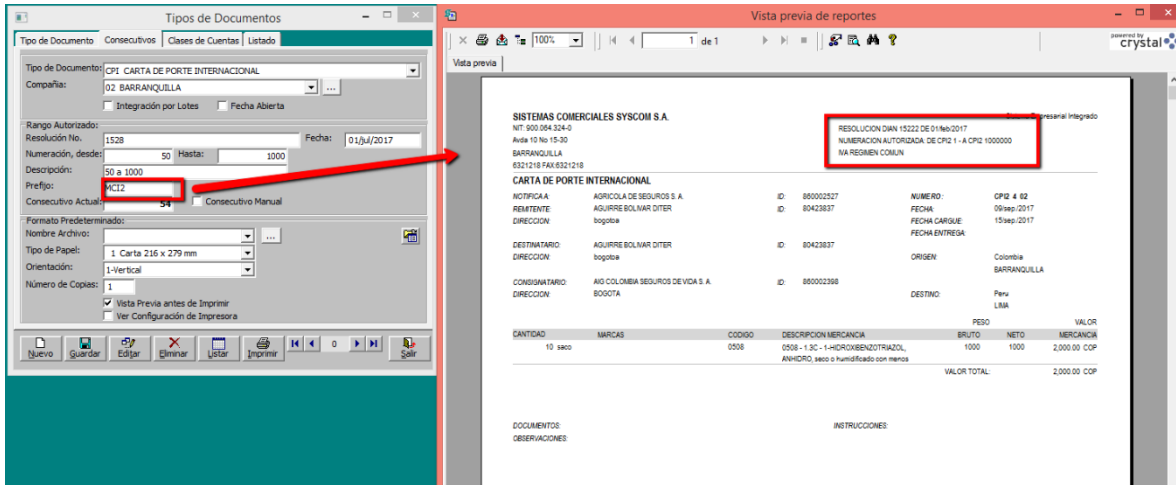 Tipos de Documentos
Tipo de Documento Consecutivos Clases de Cuentas Listado
Tipo de Documento: CPI CARTA DE PORTE INTERNACIONAL
Compañia: 02 BARRANQUILLA ...
Integración por Lotes Fecha Abierta
Rango Autorizado:
Resolución No. 1528 Fecha: 01/jul/2017
Numeración, desde: 50 Hasta: 1000
Descripción: 50 a 1000
Prefijo: MCI2
Consecutivo Actual: 54 Consecutivo Manual
Formato Predeterminado:
Nombre Archivo: ...
Tipo de Papel: 1 Carta 216 x 279 mm
Orientación: 1-Vertical
Número de Copias: 1
Vista Previa antes de Imprimir
Ver Configuración de Impresora
Nuevo Guardar Editar Eliminar Listar Imprimir 0 Salir
Vista previa de reportes
100% 1 de 1 powered by crystal
Vista previa
SISTEMAS COMERCIALES SYSCOM S.A.
NIT: 900.064.324-0
Avda 10 No 15-30
BARRANQUILLA
6321218 FAX:6321218
Empresarial Integrado
RESOLUCION DIAN 15222 DE 01/feb/2017
NUMERACION AUTORIZADA: DE CPI2 1 - A CPI2 1000000
IVA REGIMEN COMUN
CARTA DE PORTE INTERNACIONAL
NOTIFICA A: AGRICOLA DE SEGUROS S. A. ID: 860002527 NUMERO: CPI2 4 02
REMITENTE: AGUIRRE BOLIVAR DITER ID: 80423837 FECHA: 09/sep./2017
DIRECCION: bogotoa FECHA CARGUE: 15/sep./2017
FECHA ENTREGA:
DESTINATARIO: AGUIRRE BOLIVAR DITER ID: 80423837
DIRECCION: bogotoa ORIGEN: Colombia
BARRANQUILLA
CONSIGNATARIO: AIG COLOMBIA SEGUROS DE VIDA S. A. ID: 860002398
DIRECCION: BOGOTA DESTINO: Peru
LIMA
PESO VALOR
CANTIDAD MARCAS CODIGO DESCRIPCION MERCANCIA BRUTO NETO MERCANCIA
10 saco 0508 0508 - 1.3C - 1-HIDROXIBENZOTRIAZOL, 1000 1000 2,000.00 COP
ANHIDRO, seco o humidificado con menos
VALOR TOTAL: 2,000.00 COP
DOCUMENTOS: INSTRUCCIONES:
OBSERVACIONES: